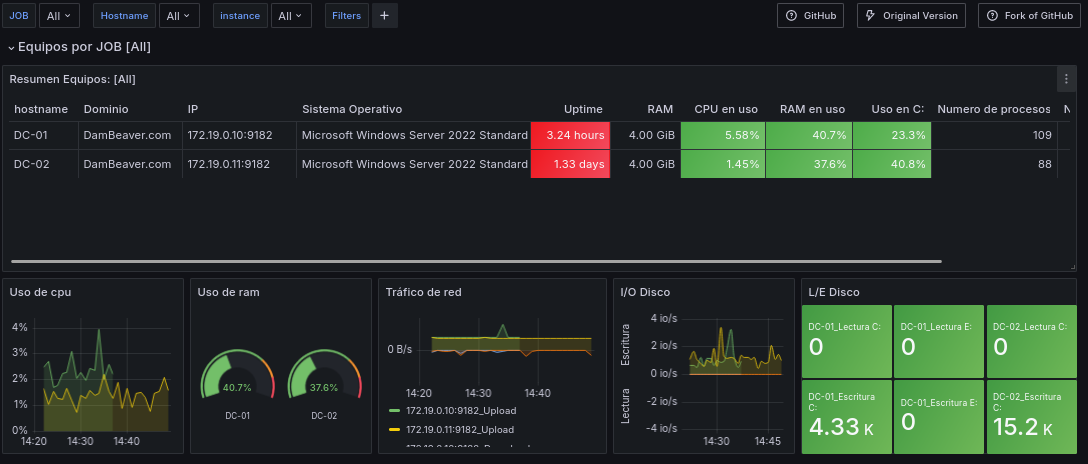 JOB All Hostname All instance All Filters + GitHub Original Version Fork of GitHub
Equipos por JOB [All]
Resumen Equipos: [All]
hostname Dominio IP Sistema Operativo Uptime RAM CPU en uso RAM en uso Uso en C: Numero de procesos N
DC-01 DamBeaver.com 172.19.0.10:9182 Microsoft Windows Server 2022 Standard 3.24 hours 4.00 GiB 5.58% 40.7% 23.3% 109
DC-02 DamBeaver.com 172.19.0.11:9182 Microsoft Windows Server 2022 Standard 1.33 days 4.00 GiB 1.45% 37.6% 40.8% 88
Uso de cpu
4%
3%
2%
1%
0%
14:20 14:30 14:40
Uso de ram
40.7% 37.6%
DC-01 DC-02
Tráfico de red
0 B/s
14:20 14:30 14:40
172.19.0.10:9182_Upload
172.19.0.11:9182_Upload
I/O Disco
Escritura
Lectura
4 io/s
2 io/s
0 io/s
-2 io/s
-4 io/s
14:30 14:45
L/E Disco
DC-01_Lectura C:
0
DC-01_Lectura E:
0
DC-02_Lectura C:
0
DC-01_Escritura
C:
4.33 K
DC-01_Escritura E:
0
DC-02_Escritura
C:
15.2 K